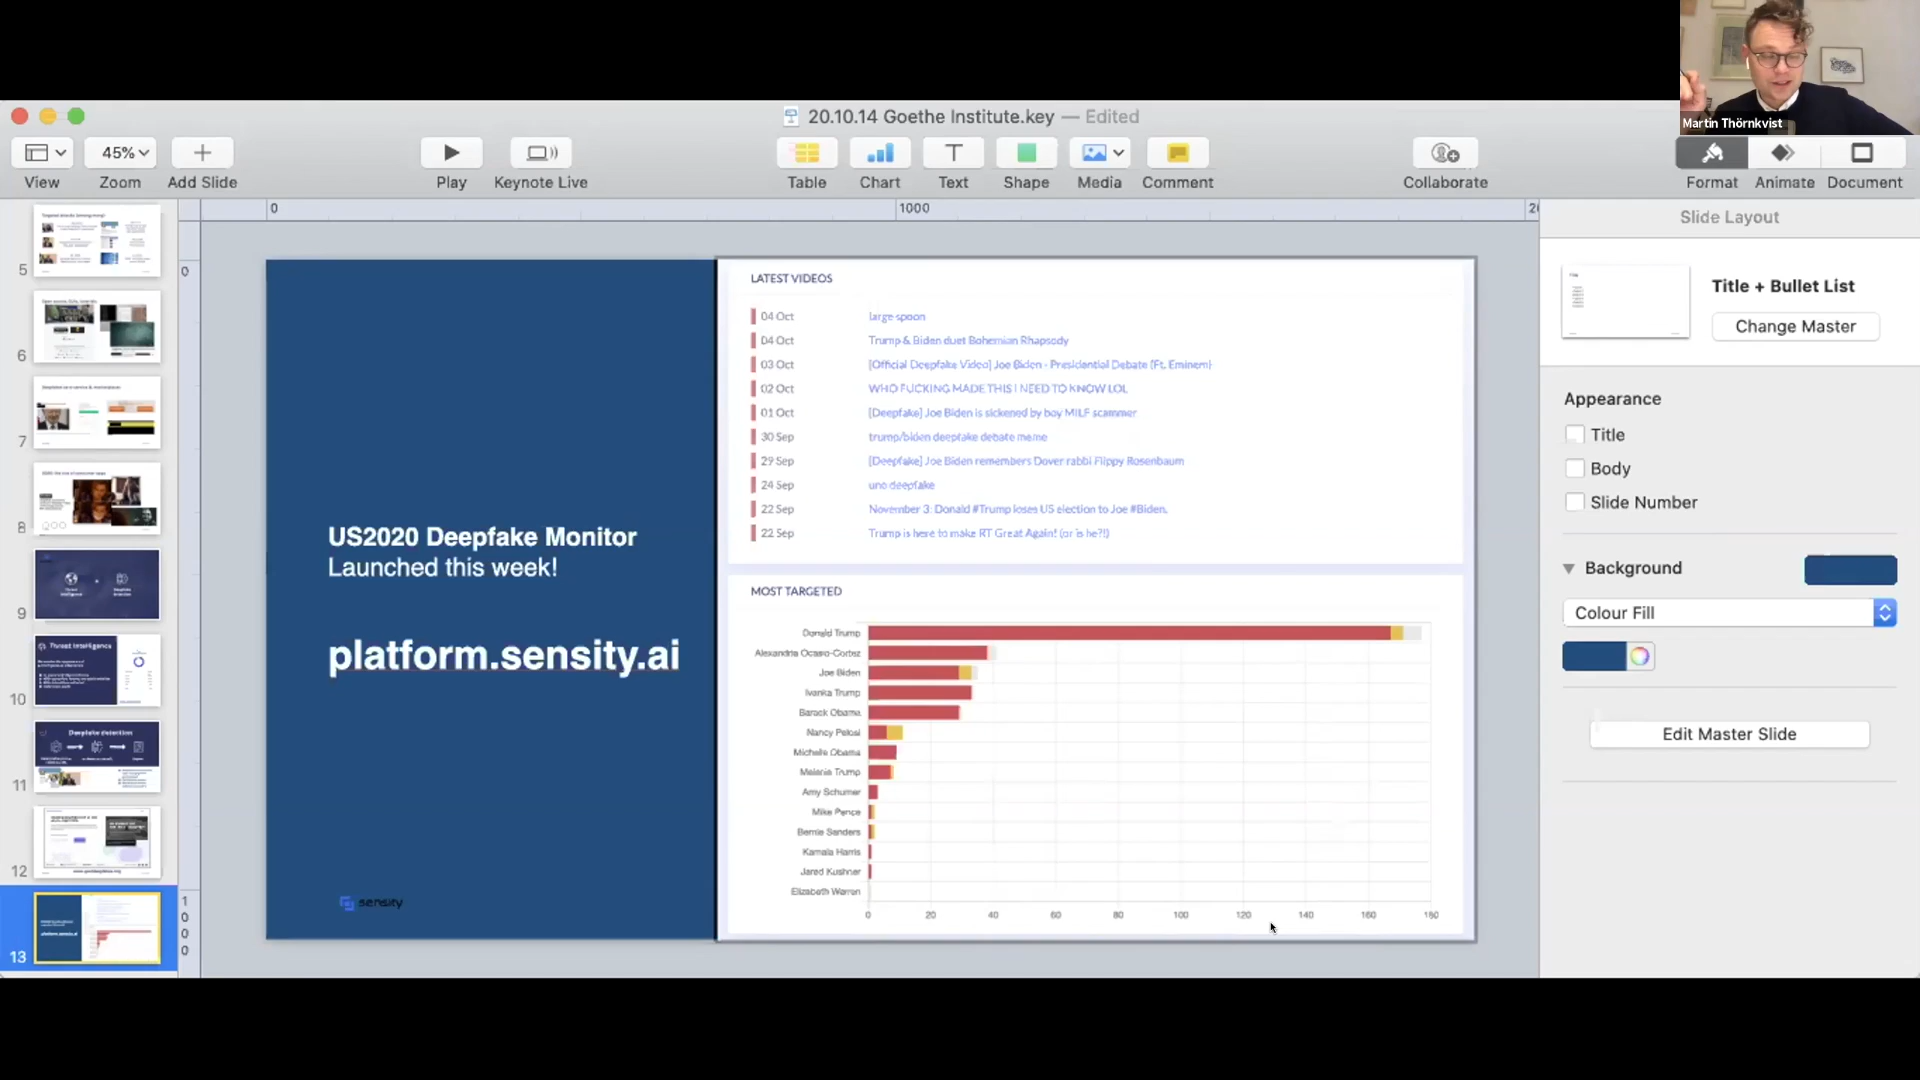 Martin Thörnkvist
20.10.14 Goethe Institute.key — Edited
45%
View
Zoom
Add Slide
Play
Keynote Live
Table
Chart
Text
Shape
Media
Comment
Collaborate
Format
Animate
Document
0
1000
5
6
7
8
9
10
Threat Intelligence
11
Deepfake detection
12
13
0
1
0
0
0
US2020 Deepfake Monitor
Launched this week!
platform.sensity.ai
sensity
LATEST VIDEOS
04 Oct large spoon
04 Oct Trump & Biden duet Bohemian Rhapsody
03 Oct [Official Deepfake Video] Joe Biden - Presidential Debate (Ft. Eminem)
02 Oct WHO FUCKING MADE THIS I NEED TO KNOW LOL
01 Oct [Deepfake] Joe Biden is sickened by boy MILF scammer
30 Sep trump/biden deepfake debate meme
29 Sep [Deepfake] Joe Biden remembers Dover rabbi Flippy Rosenbaum
24 Sep uno deepfake
22 Sep November 3: Donald #Trump loses US election to Joe #Biden.
22 Sep Trump is here to make RT Great Again! (or is he?!)
MOST TARGETED
Donald Trump
Alexandria Ocasio-Cortez
Joe Biden
Ivanka Trump
Barack Obama
Nancy Pelosi
Michelle Obama
Melania Trump
Amy Schumer
Mike Pence
Bernie Sanders
Kamala Harris
Jared Kushner
Elizabeth Warren
0 20 40 60 80 100 120 140 160 180
Slide Layout
Title + Bullet List
Change Master
Appearance
Title
Body
Slide Number
Background
Colour Fill
Edit Master Slide